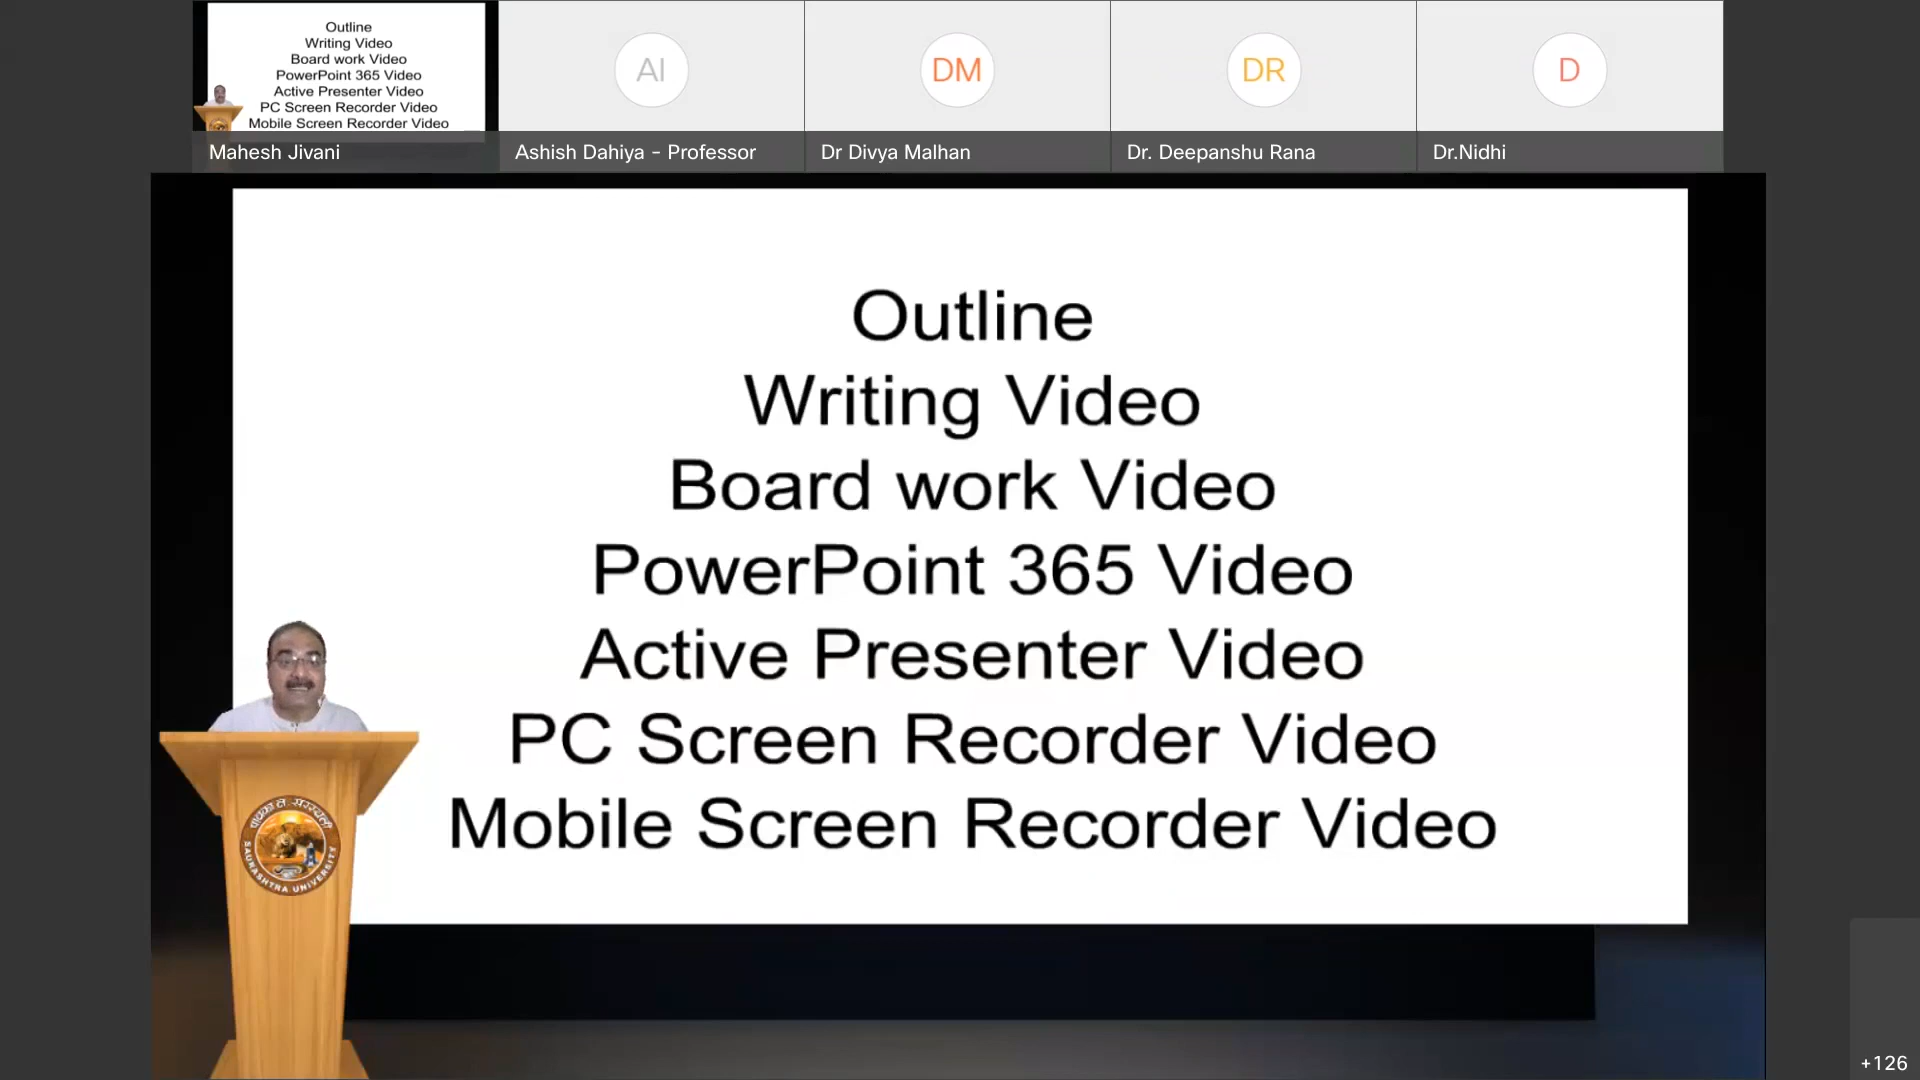 Outline
Writing Video
Board work Video
PowerPoint 365 Video
Active Presenter Video
PC Screen Recorder Video
Mobile Screen Recorder Video
Mahesh Jivani
AI
Ashish Dahiya - Professor
DM
Dr Divya Malhan
DR
Dr. Deepanshu Rana
D
Dr.Nidhi
Outline
Writing Video
Board work Video
PowerPoint 365 Video
Active Presenter Video
PC Screen Recorder Video
Mobile Screen Recorder Video
SAURASHTRA UNIVERSITY
+126